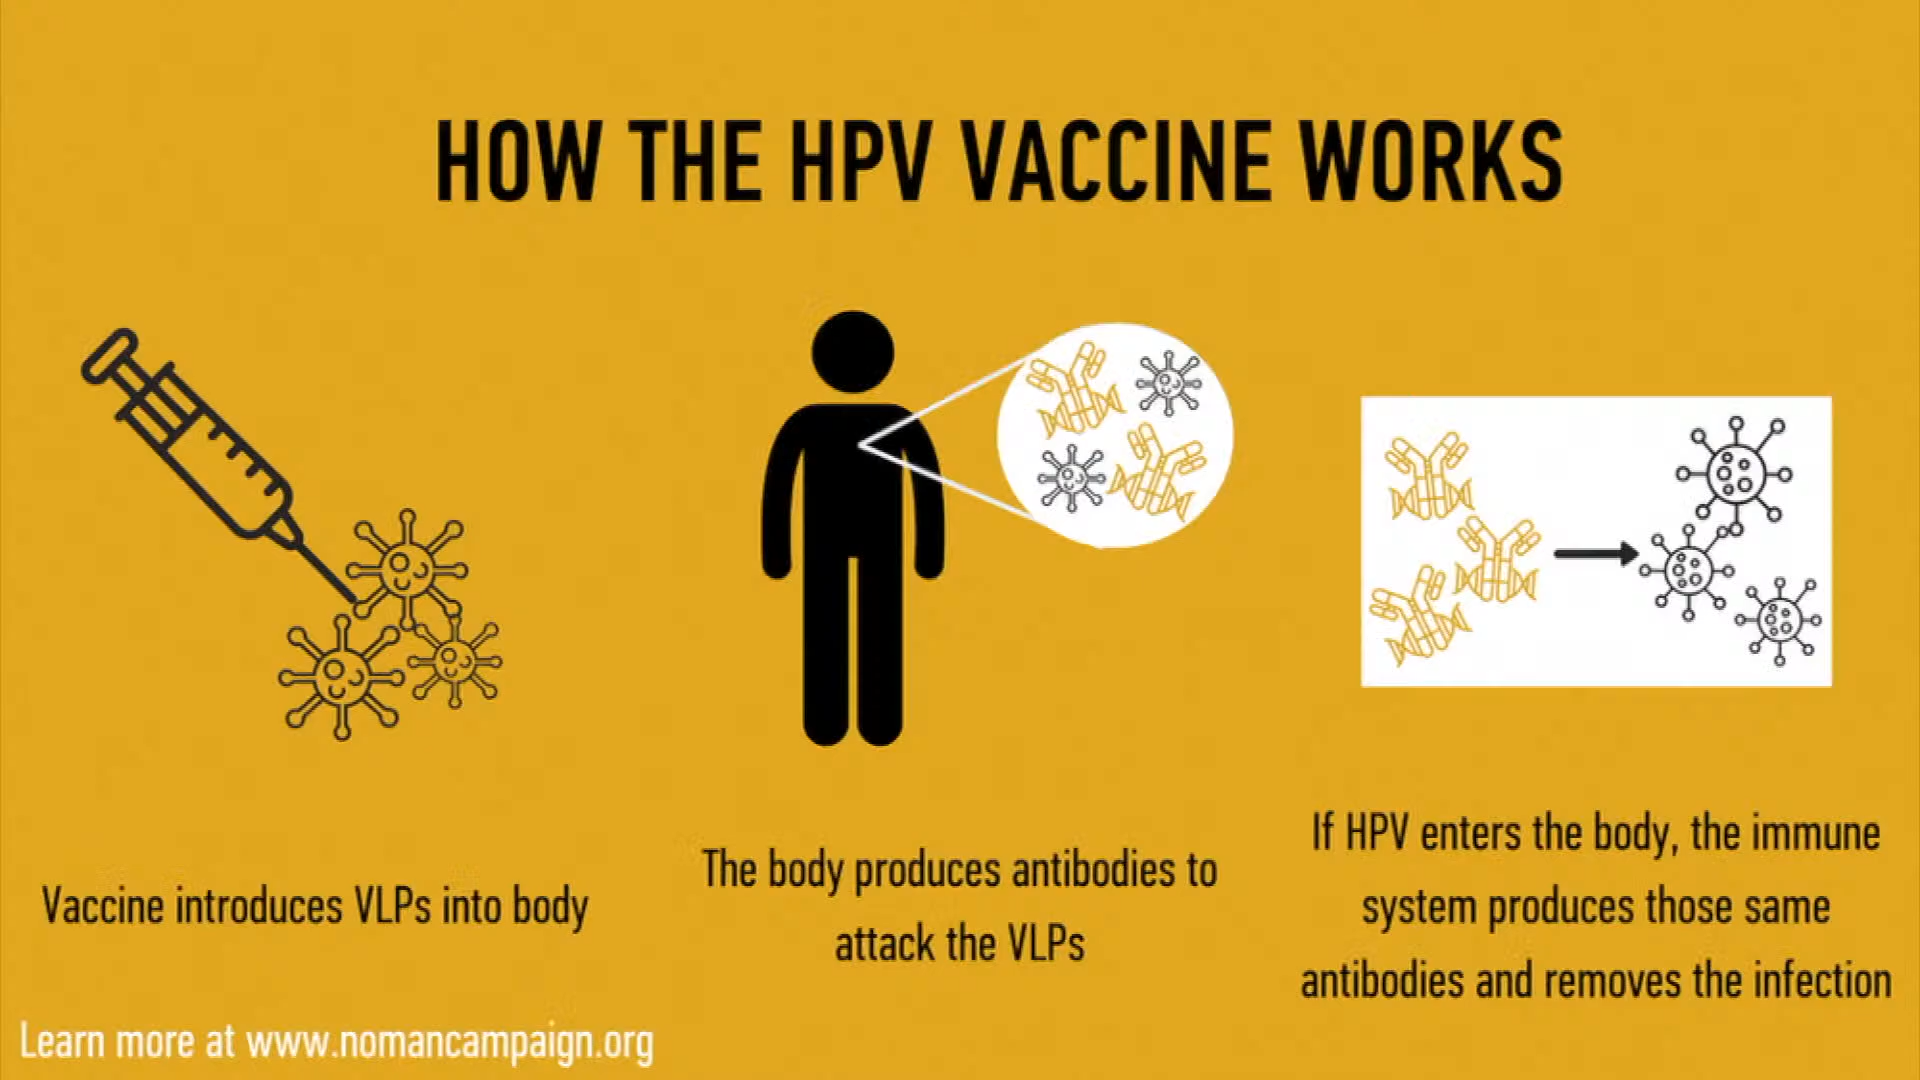 HOW THE HPV VACCINE WORKS
Vaccine introduces VLPs into body
The body produces antibodies to
attack the VLPs
If HPV enters the body, the immune
system produces those same
antibodies and removes the infection
Learn more at www.nomancampaign.org